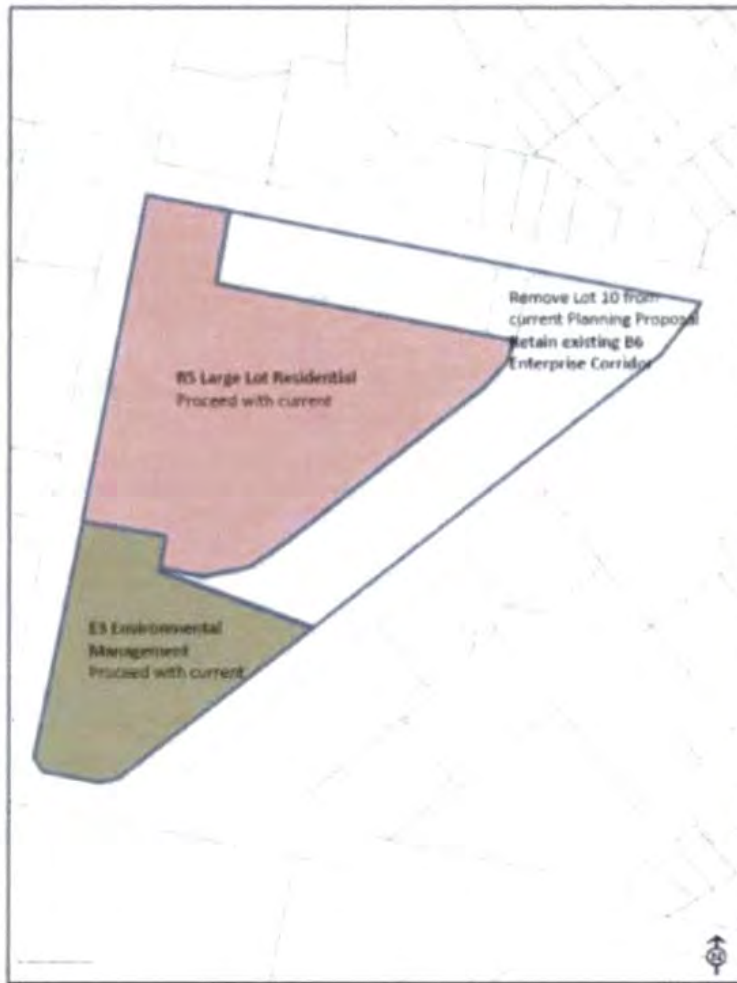 Remove Lot 10 from
current Planning Proposal
Retain existing B6
Enterprise Corridor
R5 Large Lot Residential
Proceed with current
E3 Environmental
Management
Proceed with current
N